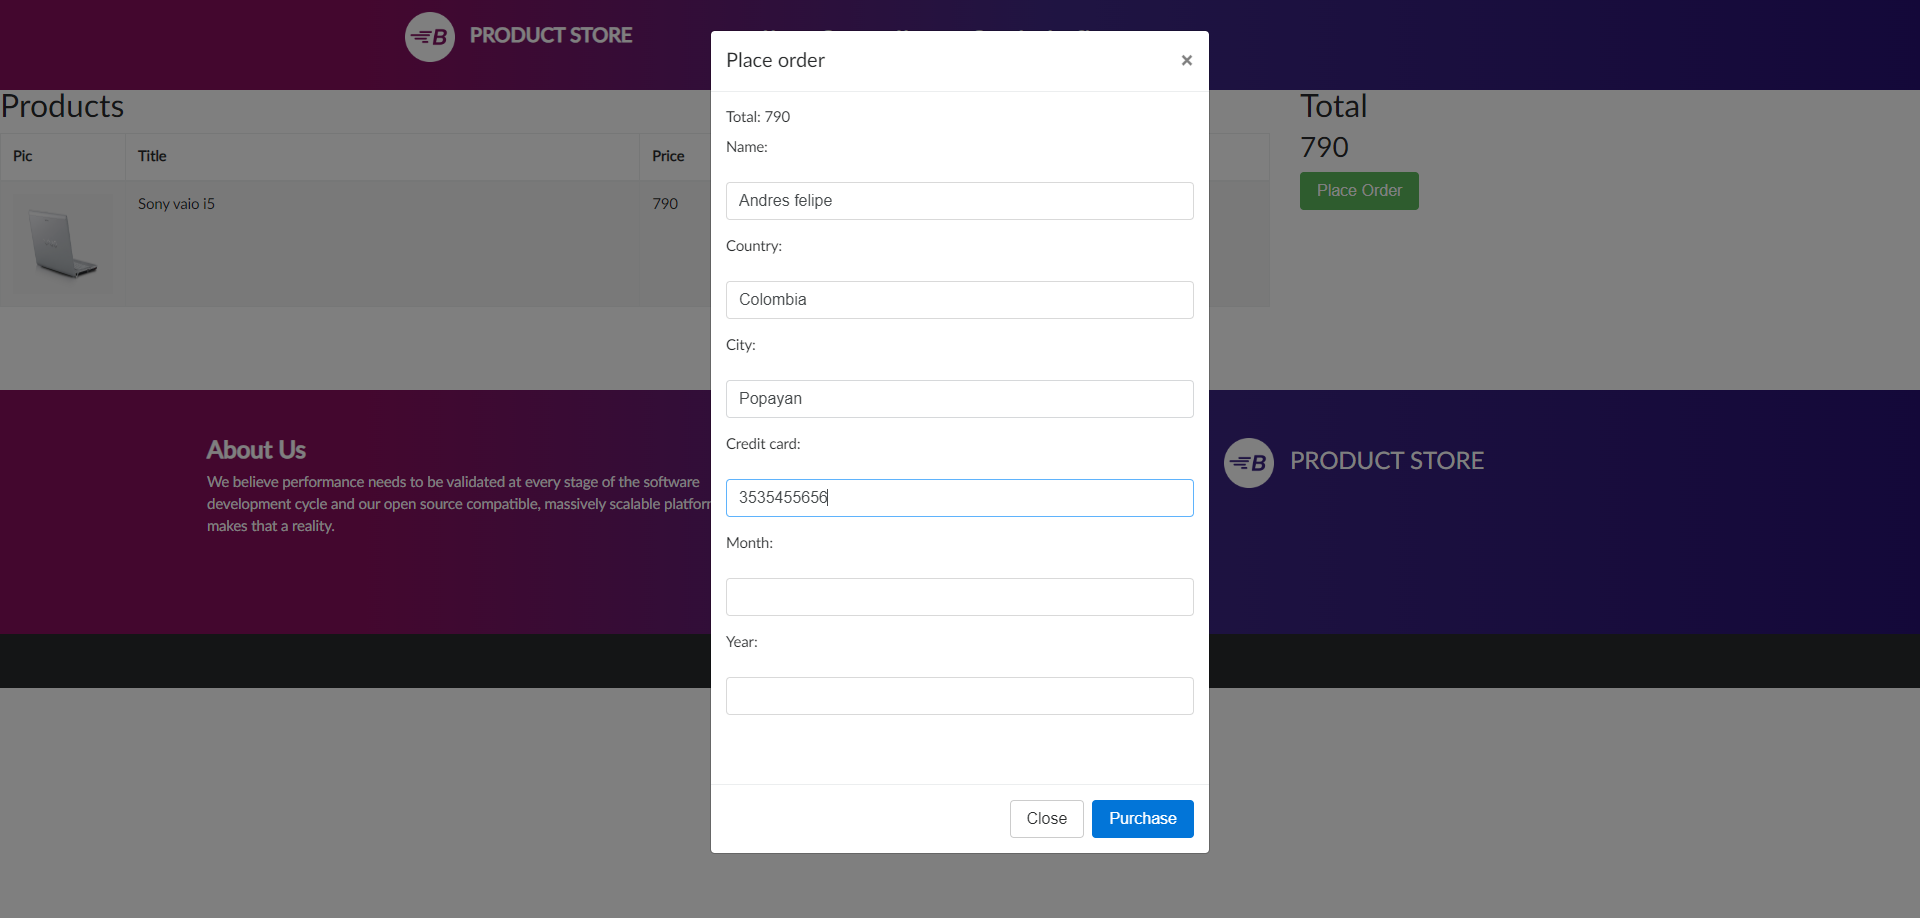 PRODUCT STORE
Place order
×
Products
Total
Pic
Title
Price
790
Place Order
Sony vaio i5
790
Total: 790
Name:
Andres felipe
Country:
Colombia
City:
Popayan
Credit card:
3535455656
Month:
Year:
Close
Purchase
About Us
We believe performance needs to be validated at every stage of the software
development cycle and our open source compatible, massively scalable platfor
makes that a reality.
PRODUCT STORE